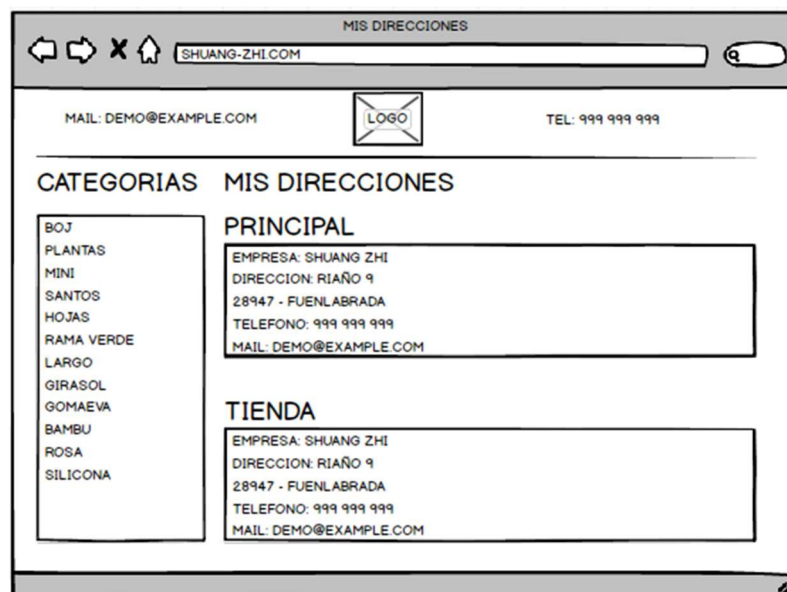 MIS DIRECCIONES
SHUANG-ZHI.COM
MAIL: DEMO@EXAMPLE.COM
LOGO
TEL: 999 999 999
CATEGORIAS
BOJ
PLANTAS
MINI
SANTOS
HOJAS
RAMA VERDE
LARGO
GIRASOL
GOMAEVA
BAMBU
ROSA
SILICONA
MIS DIRECCIONES
PRINCIPAL
EMPRESA: SHUANG ZHI
DIRECCION: RIAÑO 9
28947 - FUENLABRADA
TELEFONO: 999 999 999
MAIL: DEMO@EXAMPLE.COM
TIENDA
EMPRESA: SHUANG ZHI
DIRECCION: RIAÑO 9
28947 - FUENLABRADA
TELEFONO: 999 999 999
MAIL: DEMO@EXAMPLE.COM